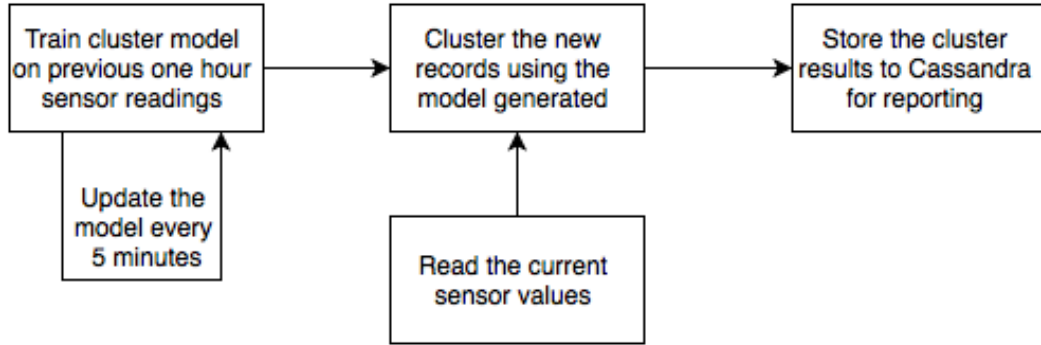 Train cluster model
on previous one hour
sensor readings
Cluster the new
records using the
model generated
Store the cluster
results to Cassandra
for reporting
Update the
model every
5 minutes
Read the current
sensor values